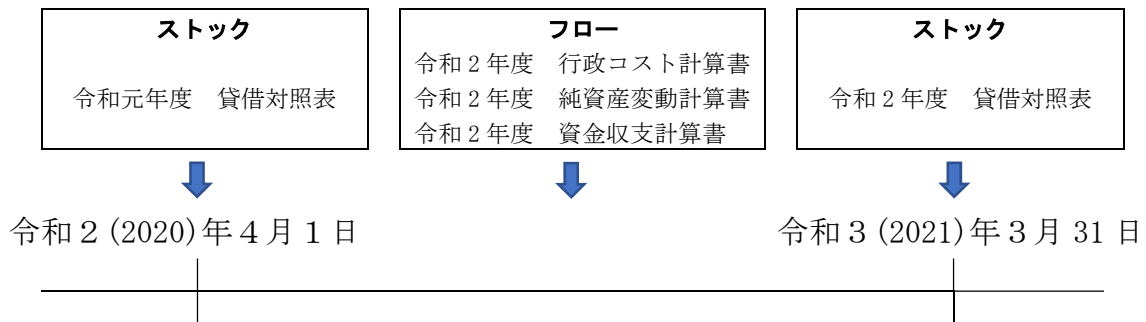 ストック
令和元年度　貸借対照表
フロー
令和２年度　行政コスト計算書
令和２年度　純資産変動計算書
令和２年度　資金収支計算書
ストック
令和２年度　貸借対照表
令和２(2020)年４月１日
令和３(2021)年３月 31 日